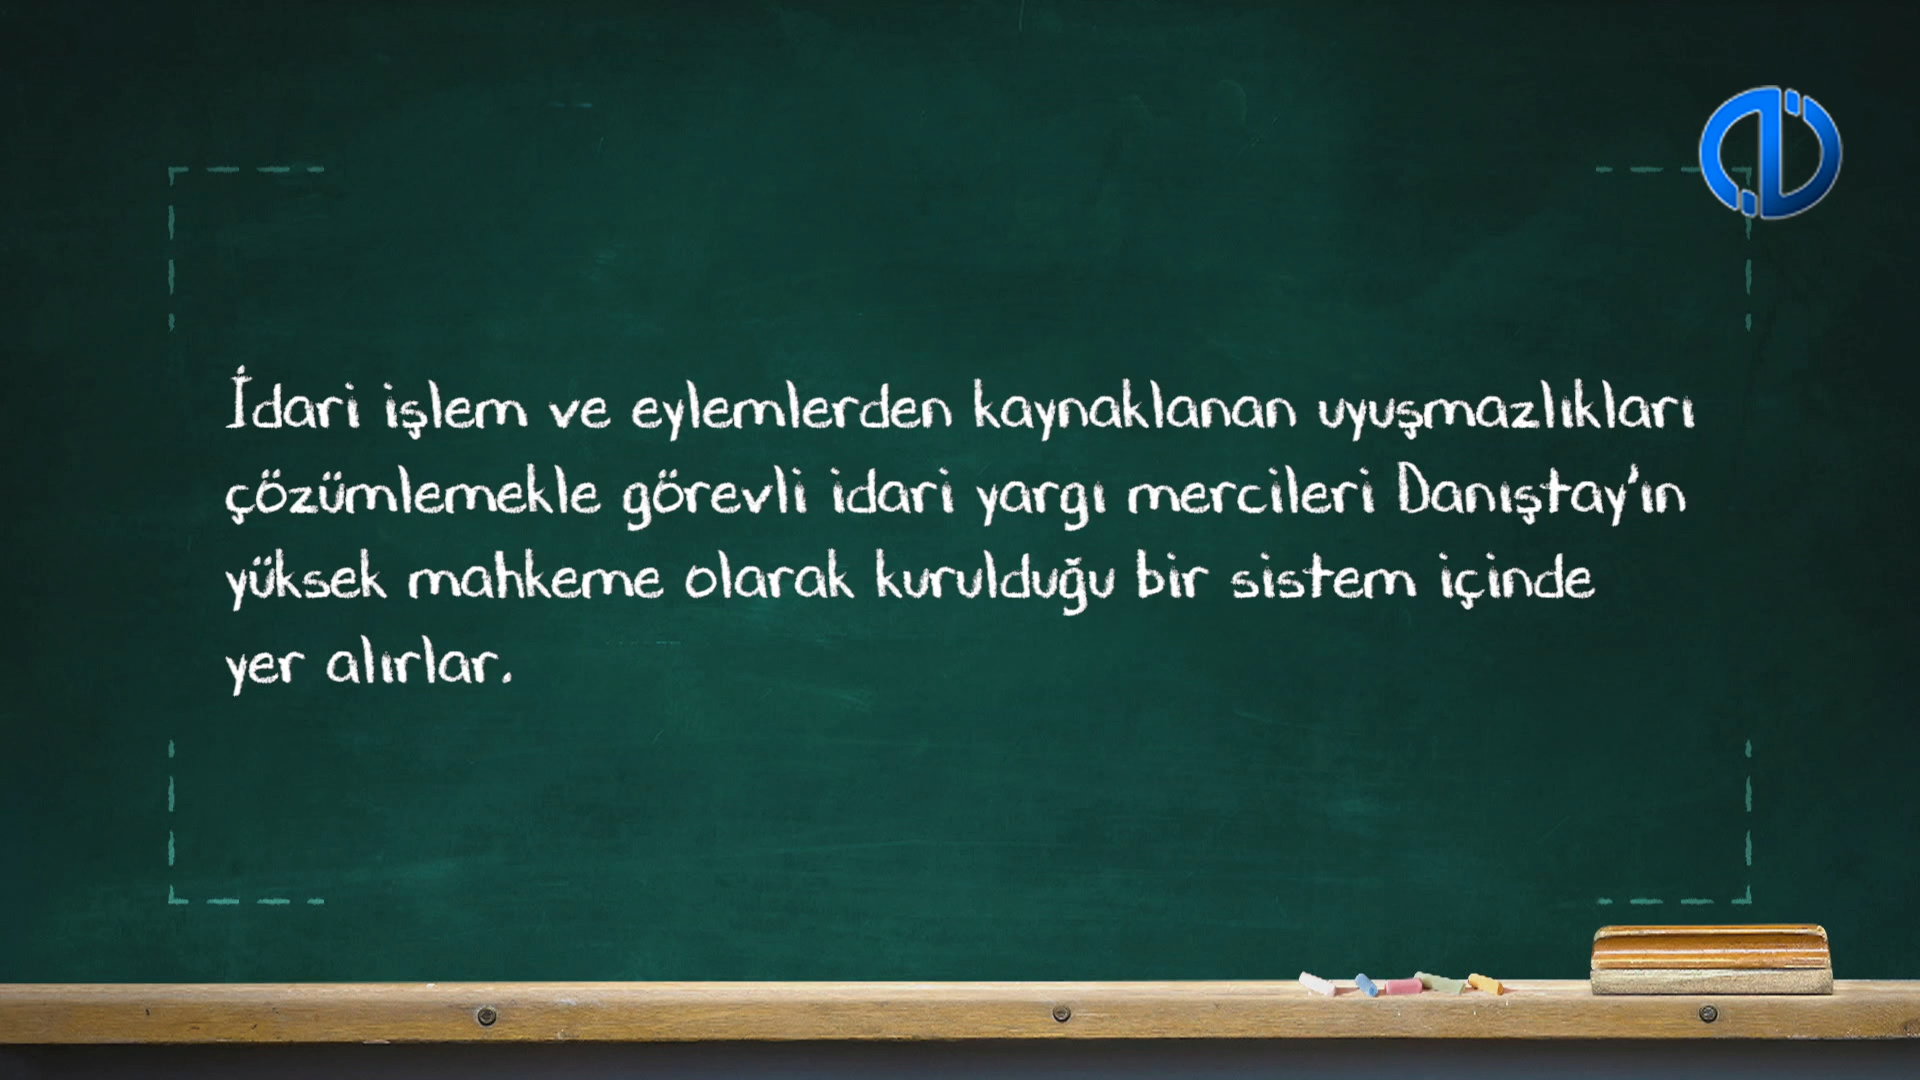 İdari işlem ve eylemlerden kaynaklanan uyuşmazlıkları
çözümlemekle görevli idari yargı mercileri Danıştay'ın
yüksek mahkeme olarak kurulduğu bir sistem içinde
yer alırlar.